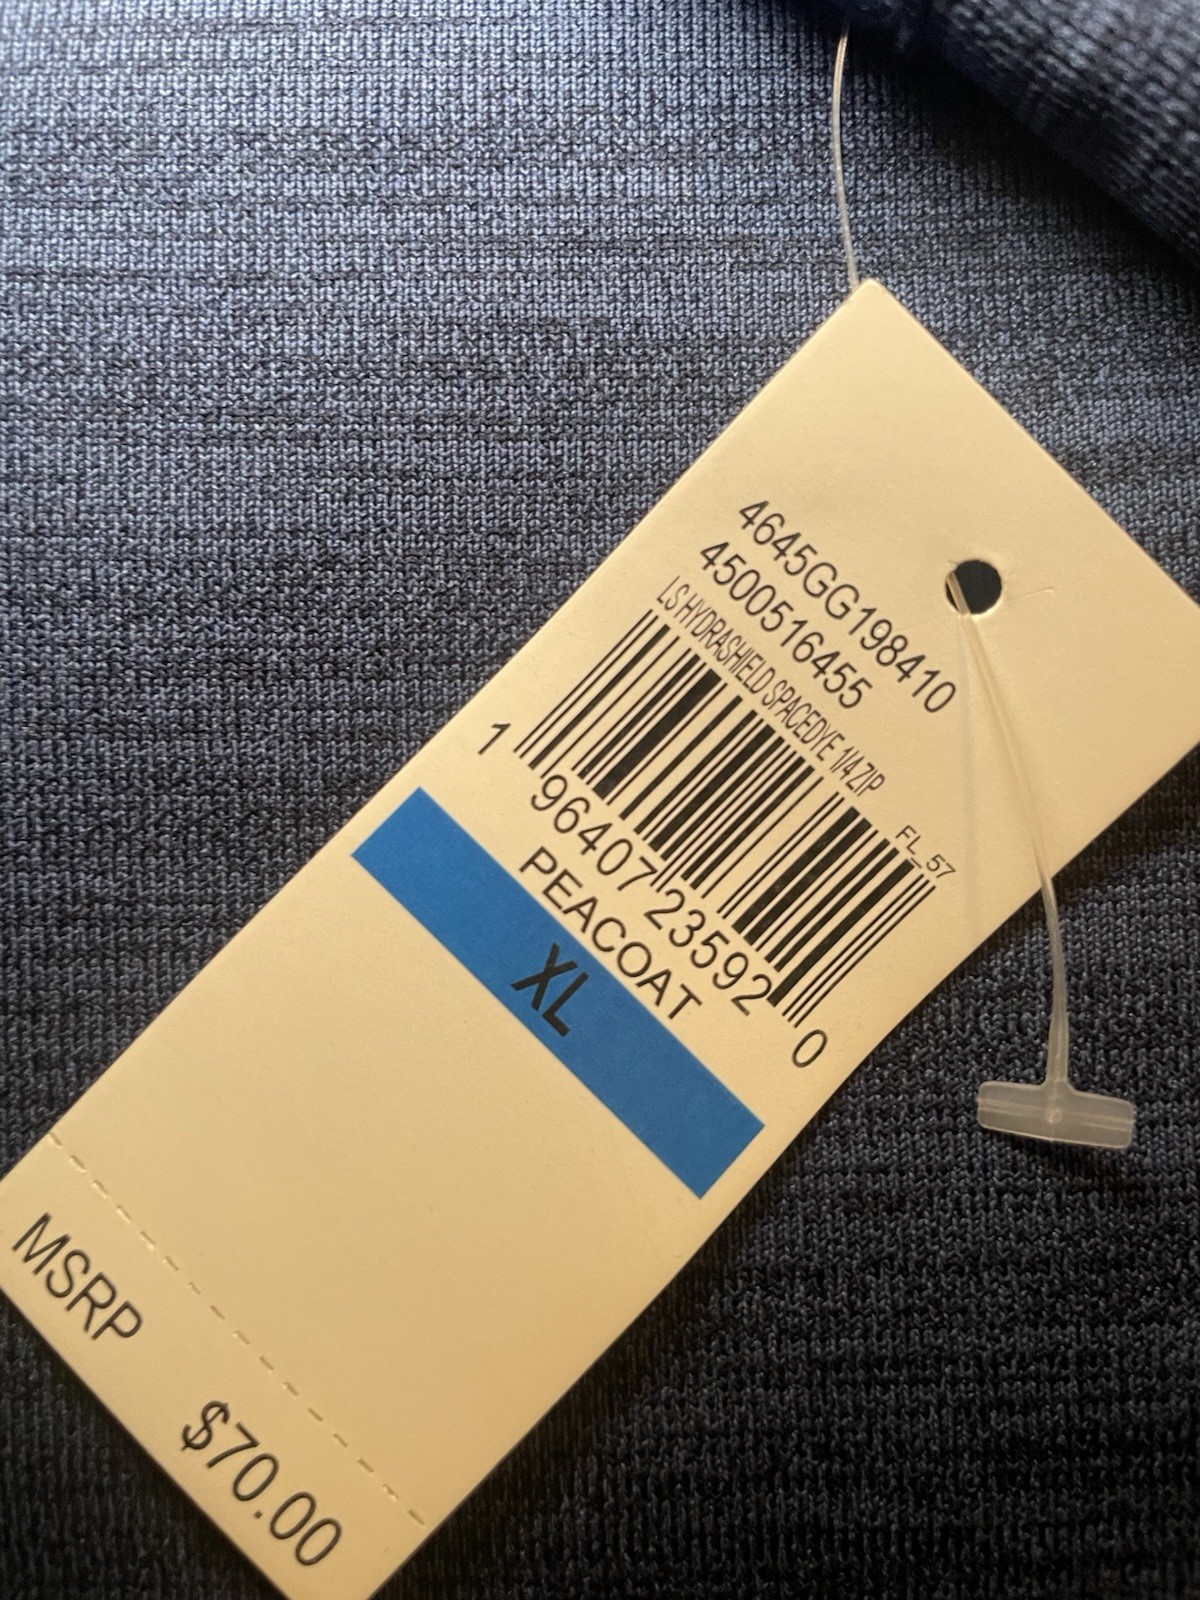 4645GG198410
4500516455
LS HYDRASHIELD SPACEDYE 1/4 ZIP
FL_57
1 96407 23592 0
PEACOAT
XL
MSRP
$70.00